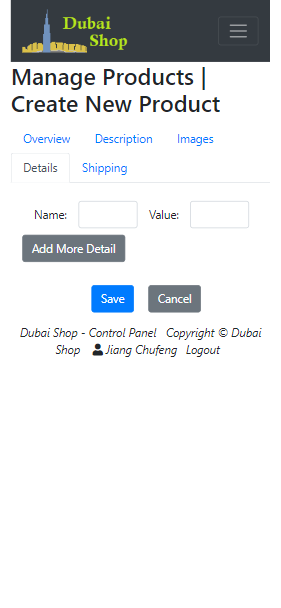 Dubai
Shop
Manage Products |
Create New Product
Overview Description Images
Details Shipping
Name: Value:
Add More Detail
Save Cancel
Dubai Shop - Control Panel Copyright © Dubai
Shop Jiang Chufeng Logout